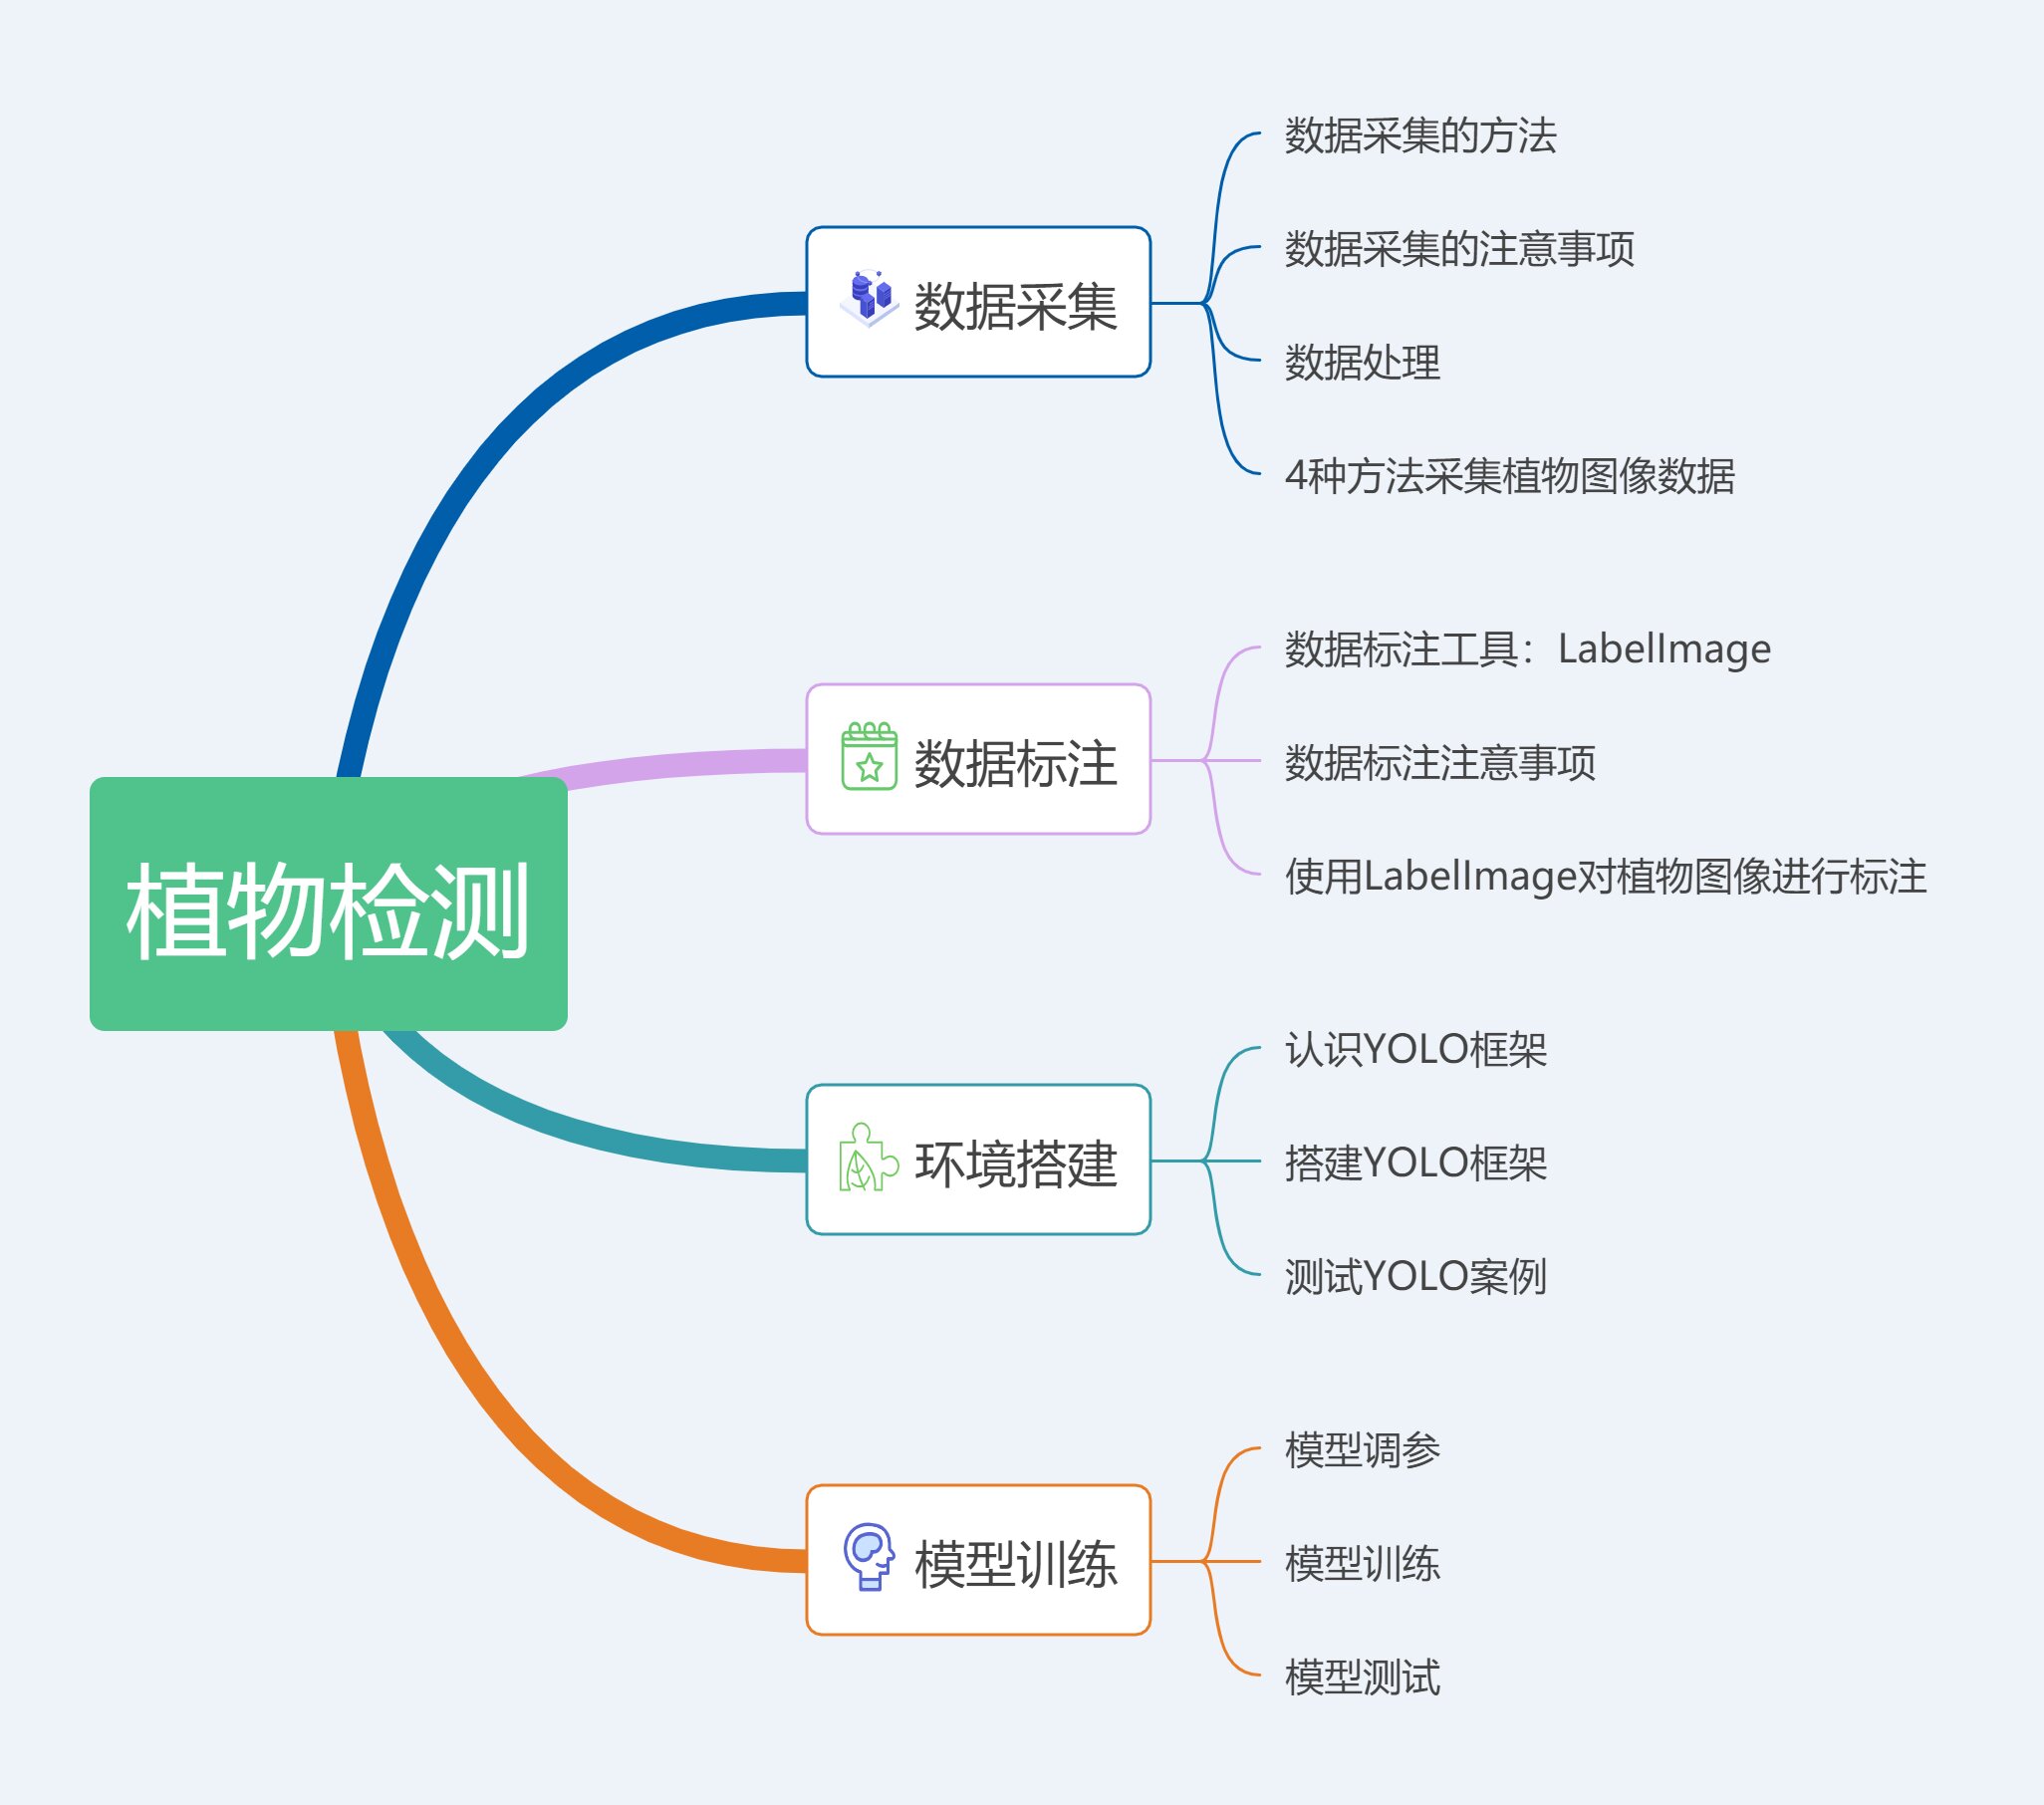 植物检测
数据采集
数据采集的方法
数据采集的注意事项
数据处理
4种方法采集植物图像数据
数据标注
数据标注工具：LabelImage
数据标注注意事项
使用LabelImage对植物图像进行标注
环境搭建
认识YOLO框架
搭建YOLO框架
测试YOLO案例
模型训练
模型调参
模型训练
模型测试